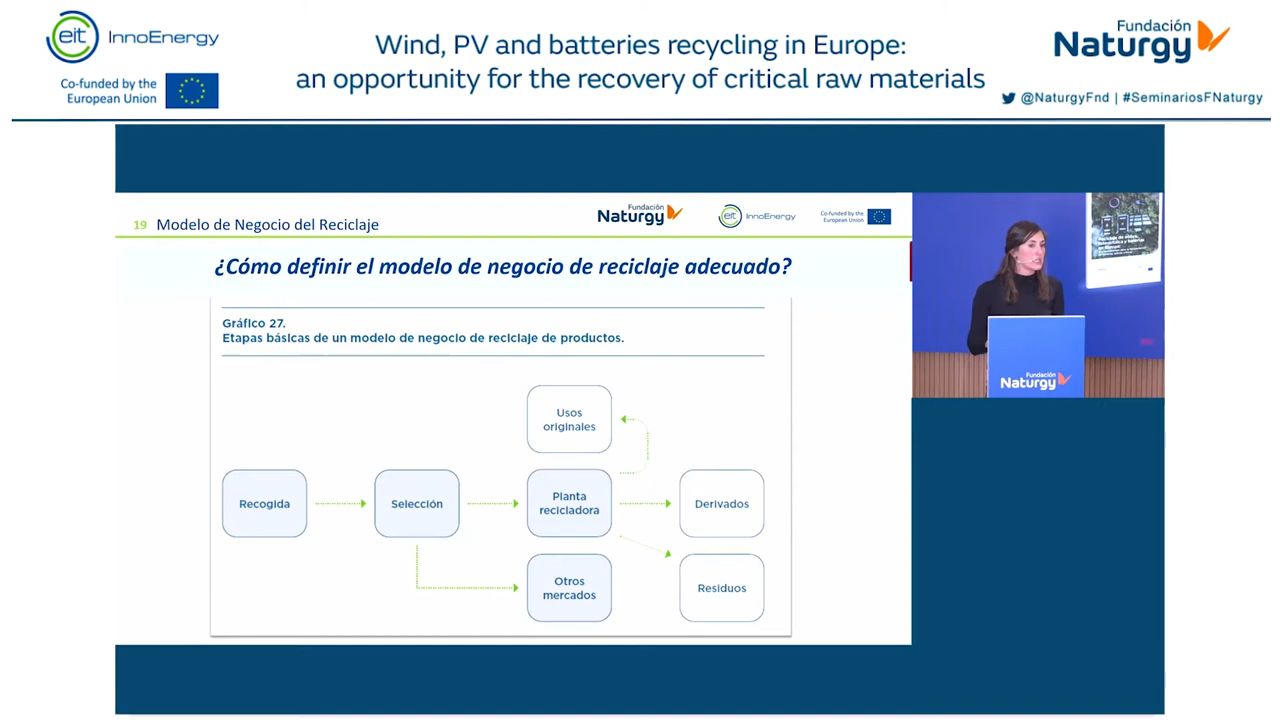 eit InnoEnergy
Co-funded by the
European Union
Wind, PV and batteries recycling in Europe:
an opportunity for the recovery of critical raw materials
Fundación
Naturgy
@NaturgyFnd | #SeminariosFNaturgy
19 Modelo de Negocio del Reciclaje
Fundación
Naturgy
eit InnoEnergy
Co-funded by the
European Union
¿Cómo definir el modelo de negocio de reciclaje adecuado?
Gráfico 27.
Etapas básicas de un modelo de negocio de reciclaje de productos.
Usos
originales
Recogida
Selección
Planta
recicladora
Derivados
Otros
mercados
Residuos
Fundación
Naturgy